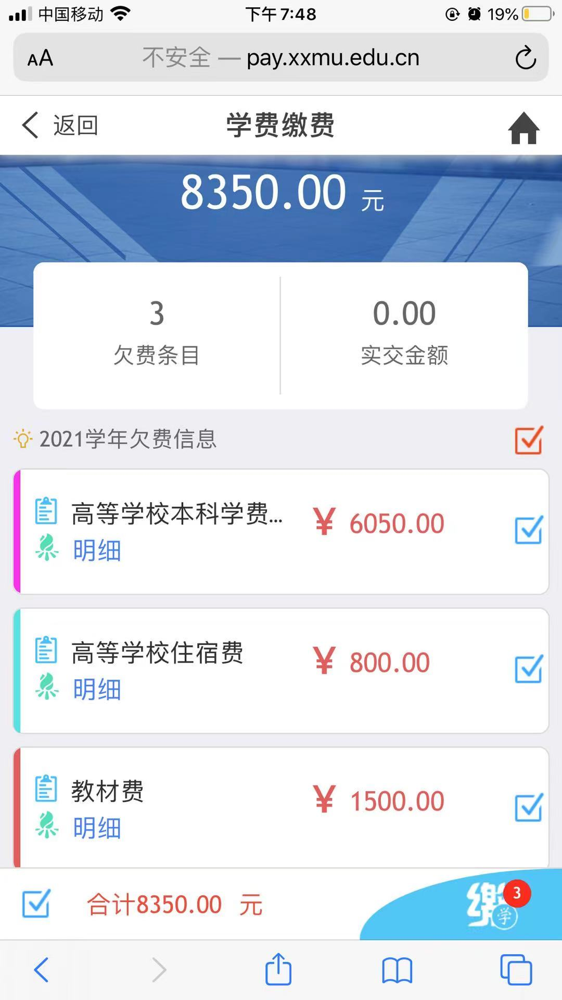 中国移动 下午7:48 19%
AA 不安全 — pay.xxmu.edu.cn
返回 学费缴费
8350.00 元
3 0.00
欠费条目 实交金额
2021学年欠费信息
高等学校本科学费... ¥ 6050.00
明细
高等学校住宿费 ¥ 800.00
明细
教材费 ¥ 1500.00
明细
合计8350.00 元 缴 学 3